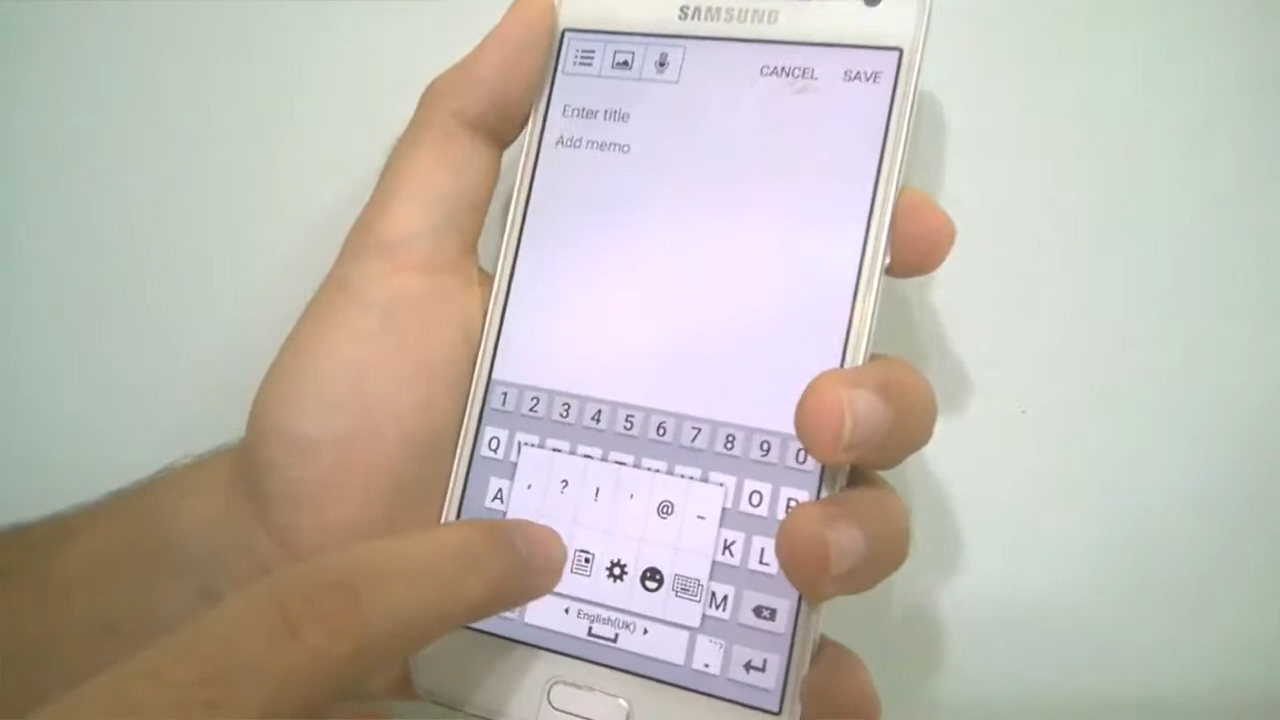 SAMSUNG
CANCEL SAVE
Enter title
Add memo
1 2 3 4 5 6 7 8 9 0
Q O P
, ? ! ' @ _
A K L
M
English(UK)